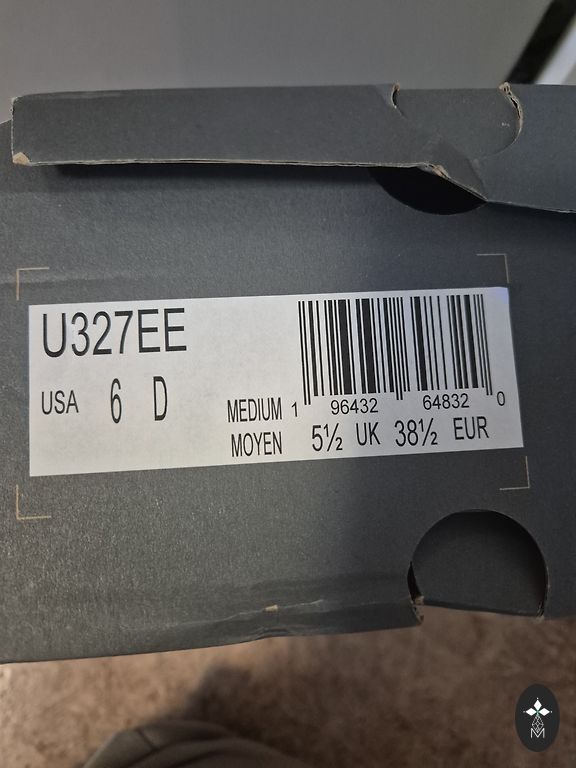 U327EE
USA 6 D
MEDIUM 1 96432 64832 0
MOYEN 5½ UK 38½ EUR
M